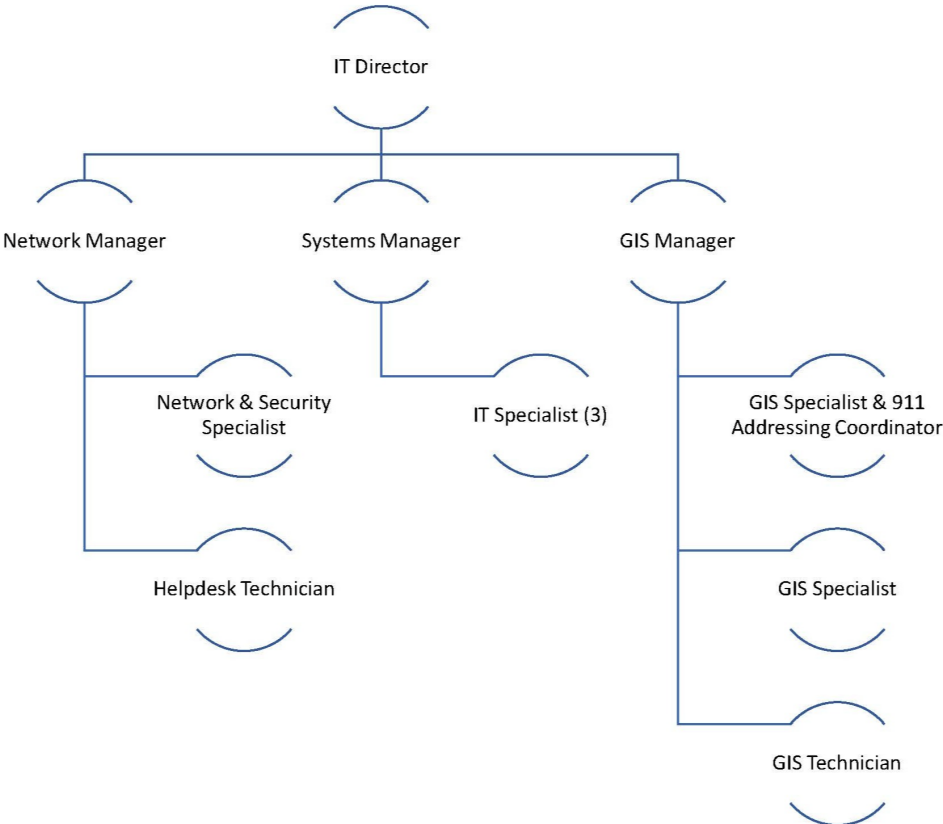 IT Director
Network Manager
Systems Manager
GIS Manager
Network & Security
Specialist
IT Specialist (3)
GIS Specialist & 911
Addressing Coordinator
Helpdesk Technician
GIS Specialist
GIS Technician